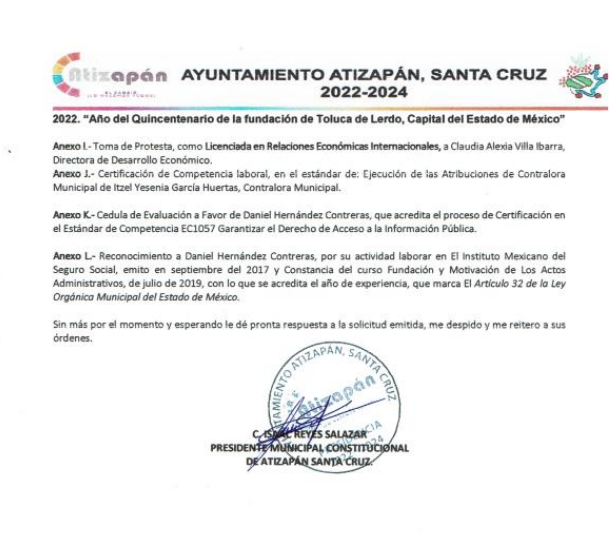 Atizapán
AYUNTAMIENTO ATIZAPÁN, SANTA CRUZ
2022-2024
2022. “Año del Quincentenario de la fundación de Toluca de Lerdo, Capital del Estado de México”
Anexo I.- Toma de Protesta, como Licenciada en Relaciones Económicas Internacionales, a Claudia Alexia Villa Ibarra,
Directora de Desarrollo Económico.
Anexo J.- Certificación de Competencia laboral, en el estándar de: Ejecución de las Atribuciones de Contralora
Municipal de Itzel Yesenia García Huertas, Contralora Municipal.
Anexo K.- Cedula de Evaluación a Favor de Daniel Hernández Contreras, que acredita el proceso de Certificación en
el Estándar de Competencia EC1057 Garantizar el Derecho de Acceso a la Información Pública.
Anexo L.- Reconocimiento a Daniel Hernández Contreras, por su actividad laborar en El Instituto Mexicano del
Seguro Social, emito en septiembre del 2017 y Constancia del curso Fundación y Motivación de Los Actos
Administrativos, de julio de 2019, con lo que se acredita el año de experiencia, que marca El Artículo 32 de la Ley
Orgánica Municipal del Estado de México.
Sin más por el momento y esperando le dé pronta respuesta a la solicitud emitida, me despido y me reitero a sus
órdenes.
ATIZAPÁN, SANTA CRUZ
Atizapán
C. ISAAC REYES SALAZAR
PRESIDENTE MUNICIPAL CONSTITUCIONAL
DE ATIZAPÁN SANTA CRUZ.